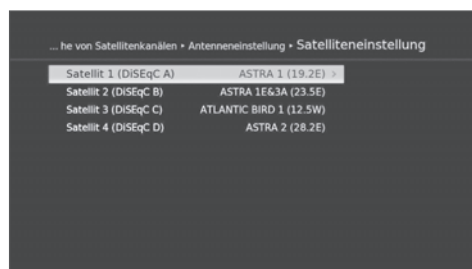 ... he von Satellitenkanälen • Antenneneinstellung • Satelliteneinstellung
Satellit 1 (DiSEqC A) ASTRA 1 (19.2E) >
Satellit 2 (DiSEqC B) ASTRA 1E&3A (23.5E)
Satellit 3 (DiSEqC C) ATLANTIC BIRD 1 (12.5W)
Satellit 4 (DiSEqC D) ASTRA 2 (28.2E)